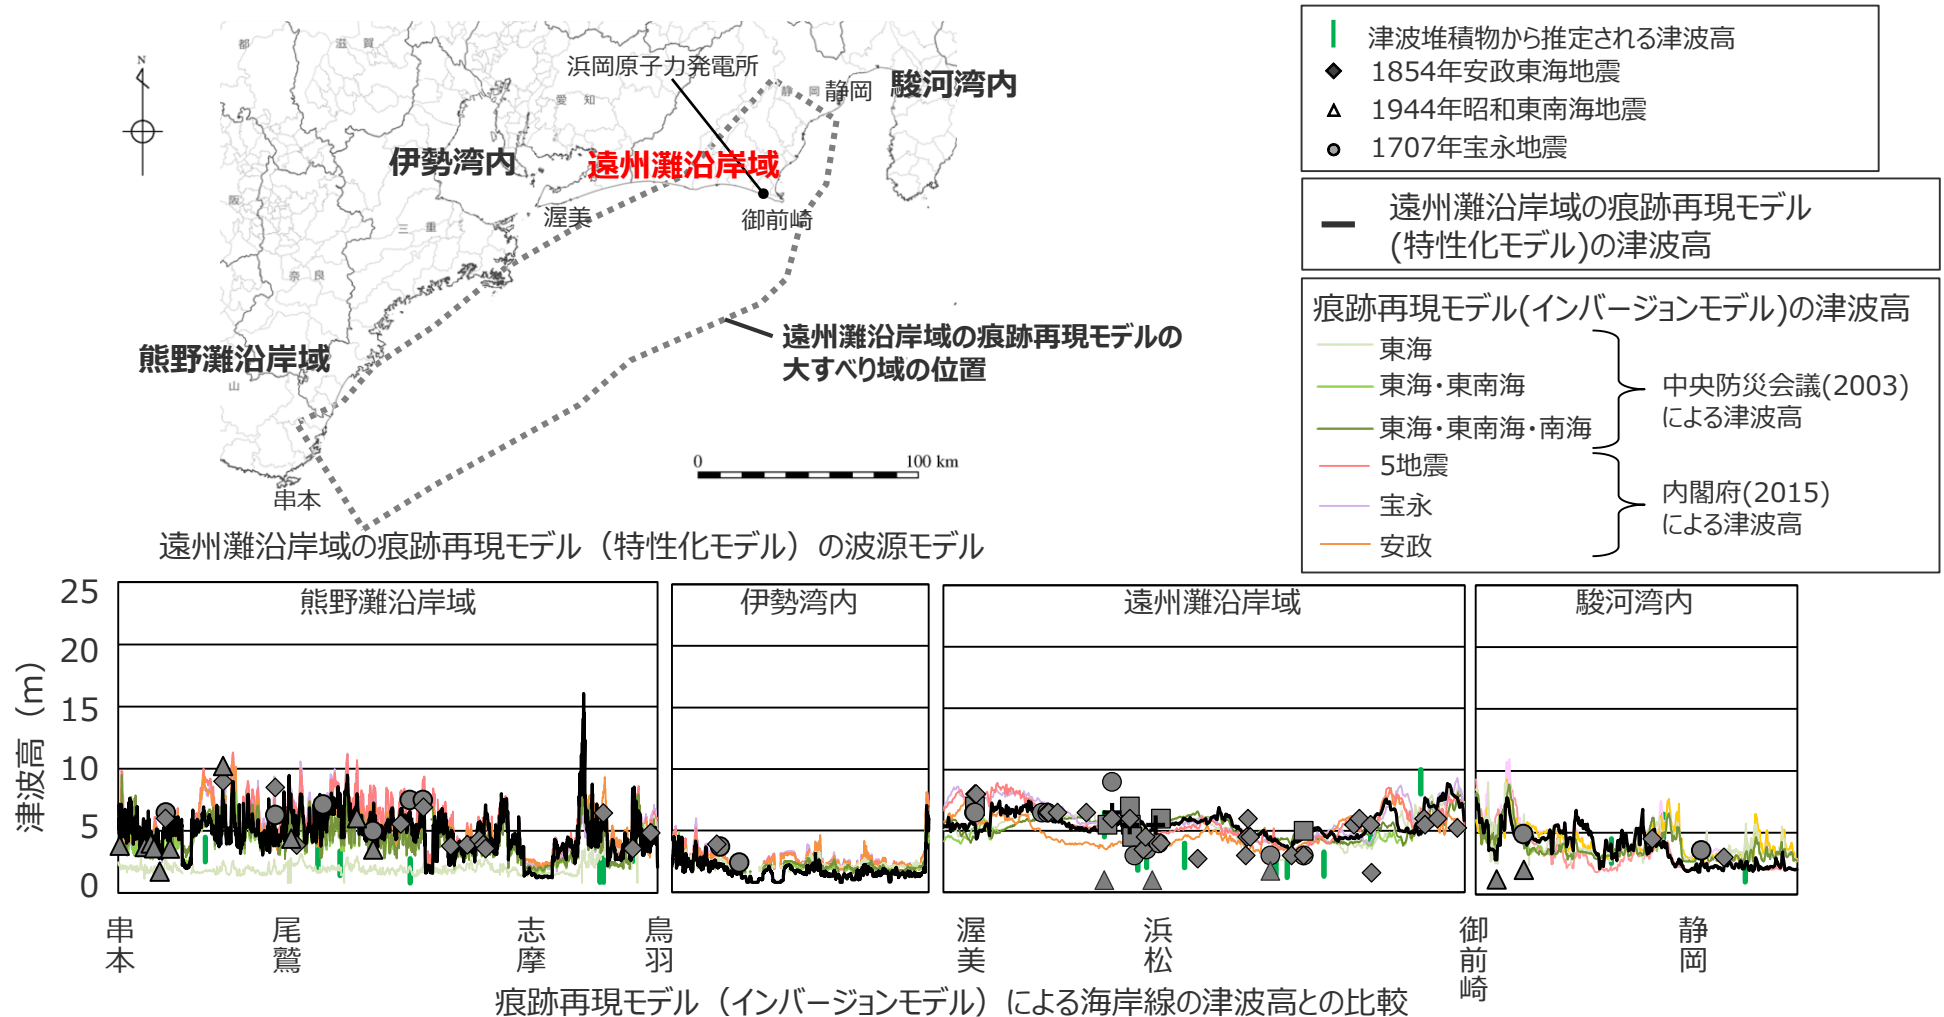 N
都
滋 賀
愛 知
静 岡
阪
三 重
奈 良
山
浜岡原子力発電所
静岡
駿河湾内
伊勢湾内
遠州灘沿岸域
渥美
御前崎
遠州灘沿岸域の痕跡再現モデルの
大すべり域の位置
熊野灘沿岸域
串本
0 100 km
遠州灘沿岸域の痕跡再現モデル（特性化モデル）の波源モデル
津波堆積物から推定される津波高
1854年安政東海地震
1944年昭和東南海地震
1707年宝永地震
遠州灘沿岸域の痕跡再現モデル
(特性化モデル)の津波高
痕跡再現モデル(インバージョンモデル)の津波高
東海
東海・東南海
東海・東南海・南海
中央防災会議(2003)
による津波高
5地震
宝永
安政
内閣府(2015)
による津波高
津波高（m）
25
20
15
10
5
0
熊野灘沿岸域
伊勢湾内
遠州灘沿岸域
駿河湾内
串本
尾鷲
志摩
鳥羽
渥美
浜松
御前崎
静岡
痕跡再現モデル（インバージョンモデル）による海岸線の津波高との比較